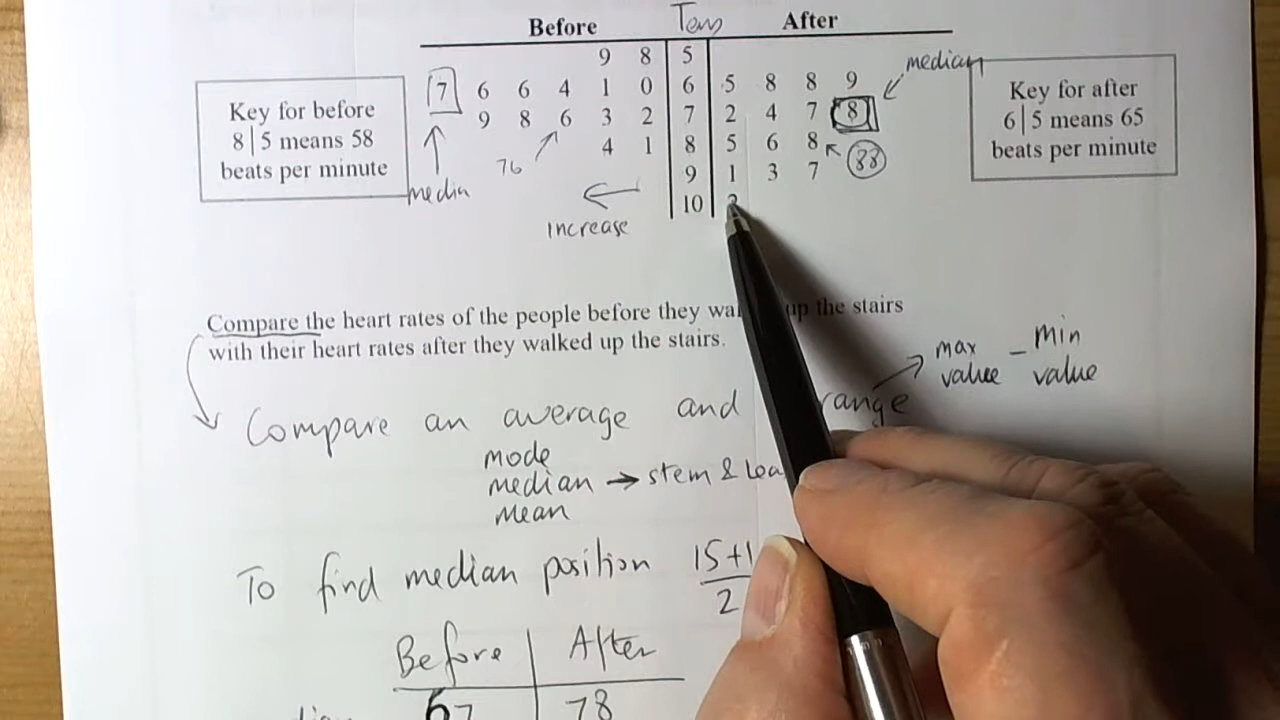 Before Tens After
9 8 5
7 6 6 4 1 0 6 5 8 8 9 median
9 8 6 3 2 7 2 4 7 8
4 1 8 5 6 8 88
76
9 1 3 7
10
increase
Key for before
8|5 means 58
beats per minute
Key for after
6|5 means 65
beats per minute
Compare the heart rates of the people before they up the stairs
with their heart rates after they walked up the stairs.
max value – min value
Compare an average and range
mode
median → stem &
mean
To find median position 15+1
2
Before After
67 78